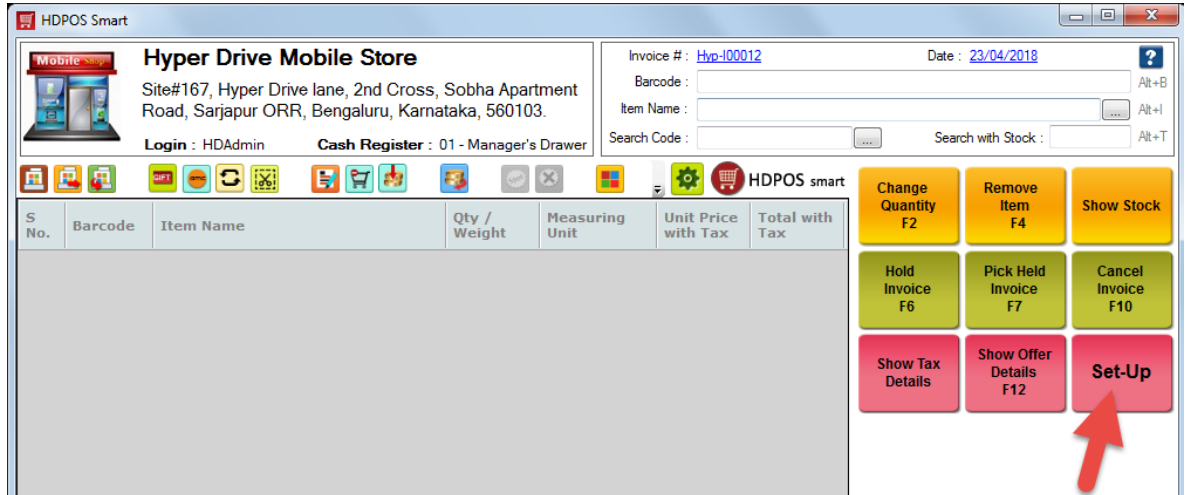 HDPOS Smart
Mobile Shop
Hyper Drive Mobile Store
Site#167, Hyper Drive lane, 2nd Cross, Sobha Apartment
Road, Sarjapur ORR, Bengaluru, Karnataka, 560103.
Login : HDAdmin Cash Register : 01 - Manager's Drawer
Invoice # : Hyp-I00012 Date : 23/04/2018 ?
Barcode : Alt+B
Item Name : ... Alt+I
Search Code : ... Search with Stock : Alt+T
GIFT HDPOS smart
S No. Barcode Item Name Qty / Weight Measuring Unit Unit Price with Tax Total with Tax
Change
Quantity
F2
Remove
Item
F4
Show Stock
Hold
Invoice
F6
Pick Held
Invoice
F7
Cancel
Invoice
F10
Show Tax
Details
Show Offer
Details
F12
Set-Up